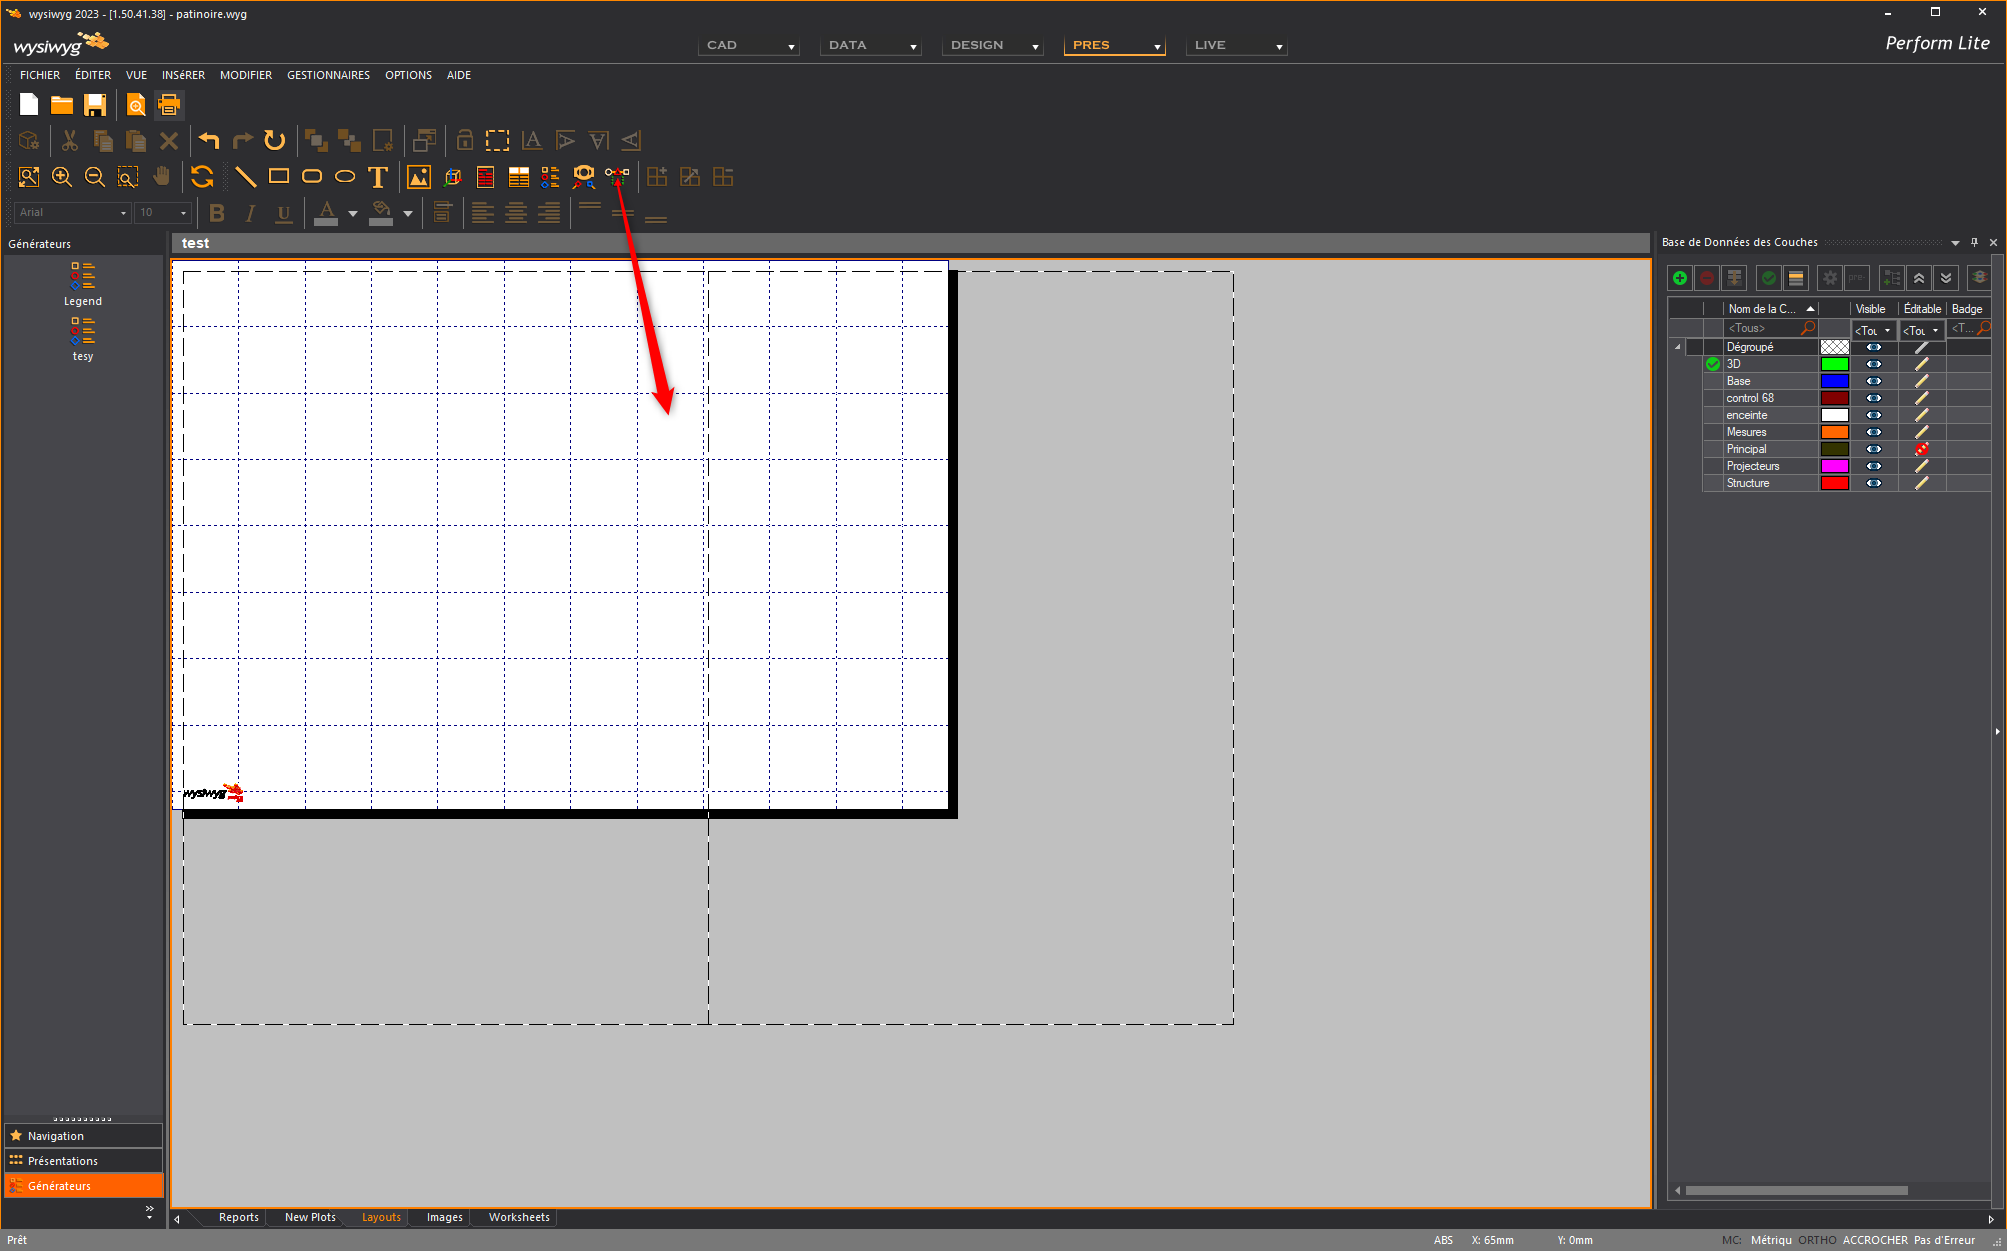 wysiwyg 2023 - [1.50.41.38] - patinoire.wyg
wysiwyg
CAD DATA DESIGN PRES LIVE
Perform Lite
FICHIER ÉDITER VUE INSéRER MODIFIER GESTIONNAIRES OPTIONS AIDE
Arial 10 B I U A
Générateurs
test
Base de Données des Couches
Legend
tesy
pre-
Nom de la C... Visible Éditable Badge
<Tous> <Tou <Tou <T...
Dégroupé
3D
Base
control 68
enceinte
Mesures
Principal
Projecteurs
Structure
wysiwyg
Navigation
Présentations
Générateurs
Reports New Plots Layouts Images Worksheets
Prêt
ABS X: 65mm Y: 0mm
MC: Métriqu ORTHO ACCROCHER Pas d'Erreur